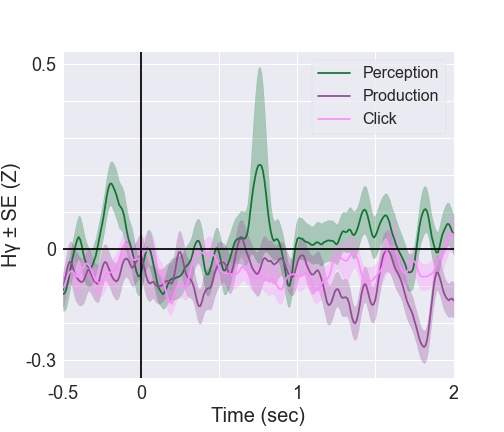 0.5
0
-0.3
Hγ ± SE (Z)
Perception
Production
Click
-0.5
0
1
2
Time (sec)